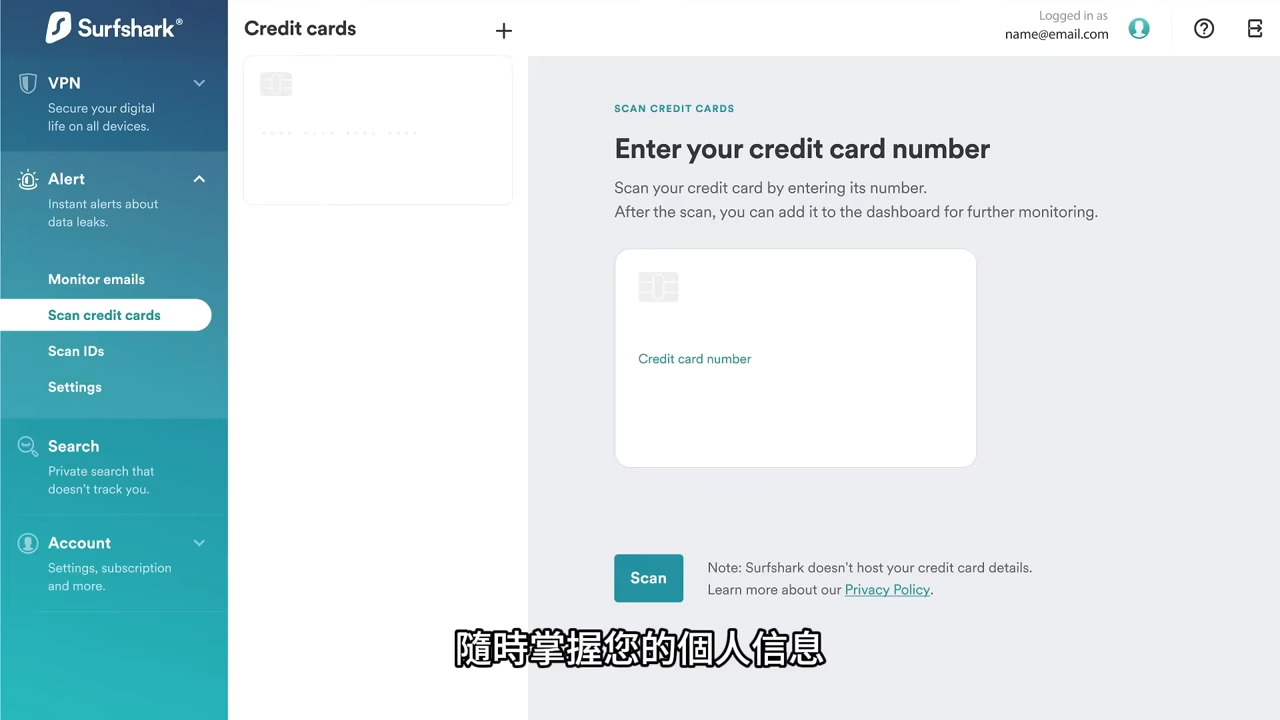 Surfshark®
VPN
Secure your digital
life on all devices.
Alert
Instant alerts about
data leaks.
Monitor emails
Scan credit cards
Scan IDs
Settings
Search
Private search that
doesn't track you.
Account
Settings, subscription
and more.
Credit cards
Logged in as
name@email.com
SCAN CREDIT CARDS
Enter your credit card number
Scan your credit card by entering its number.
After the scan, you can add it to the dashboard for further monitoring.
Credit card number
Scan
Note: Surfshark doesn't host your credit card details.
Learn more about our Privacy Policy.
隨時掌握您的個人信息